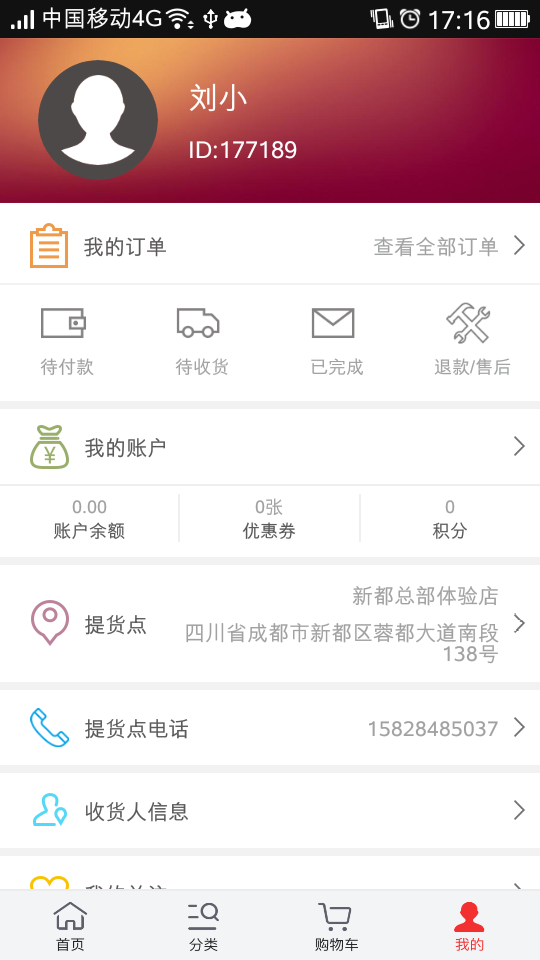 中国移动4G 17:16
刘小
ID:177189
我的订单 查看全部订单
待付款 待收货 已完成 退款/售后
我的账户
0.00 0张 0
账户余额 优惠券 积分
新都总部体验店
提货点 四川省成都市新都区蓉都大道南段
138号
提货点电话 15828485037
收货人信息
首页 分类 购物车 我的